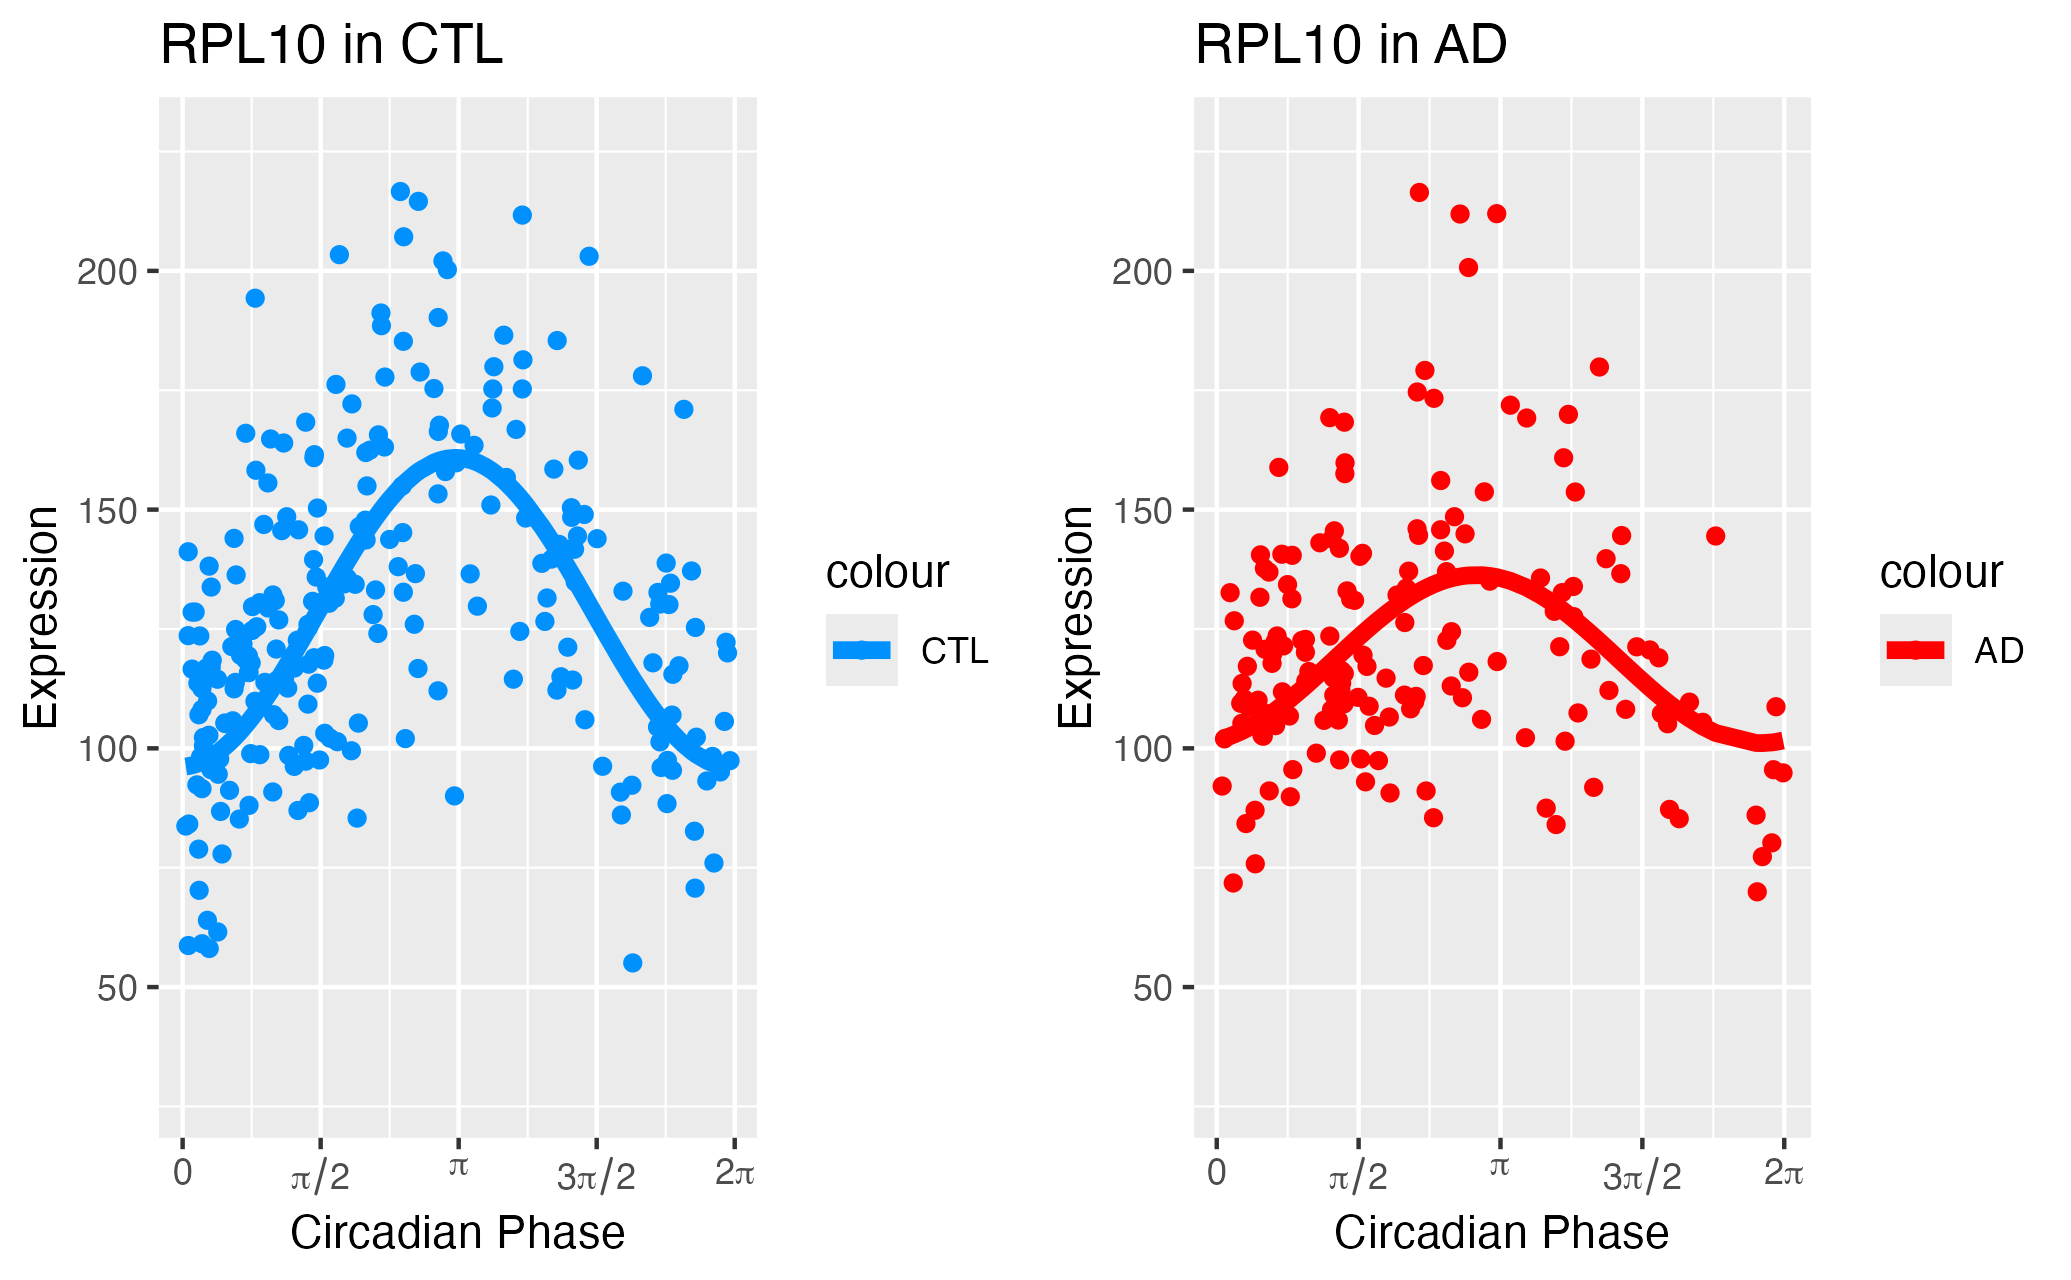 RPL10 in CTL
Expression
200
150
100
50
0 π/2 π 3π/2 2π
Circadian Phase
colour
CTL
RPL10 in AD
Expression
200
150
100
50
0 π/2 π 3π/2 2π
Circadian Phase
colour
AD